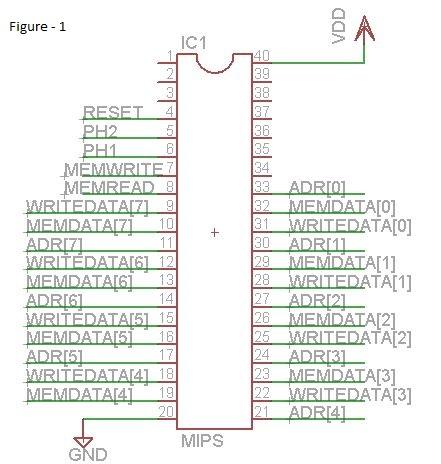 Figure - 1
VDD
IC1
1 40
2 39
3 38
RESET 4 37
PH2 5 36
PH1 6 35
MEMWRITE 7 34
MEMREAD 8 33 ADR[0]
WRITEDATA[7] 9 32 MEMDATA[0]
MEMDATA[7] 10 31 WRITEDATA[0]
ADR[7] 11 30 ADR[1]
WRITEDATA[6] 12 29 MEMDATA[1]
MEMDATA[6] 13 28 WRITEDATA[1]
ADR[6] 14 27 ADR[2]
WRITEDATA[5] 15 26 MEMDATA[2]
MEMDATA[5] 16 25 WRITEDATA[2]
ADR[5] 17 24 ADR[3]
WRITEDATA[4] 18 23 MEMDATA[3]
MEMDATA[4] 19 22 WRITEDATA[3]
20 21 ADR[4]
MIPS
GND